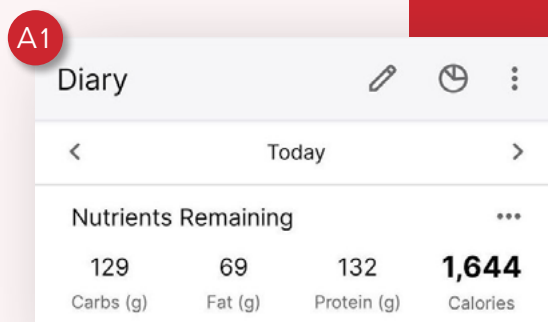 A1
Diary
Today
Nutrients Remaining
129 69 132 1,644
Carbs (g) Fat (g) Protein (g) Calories